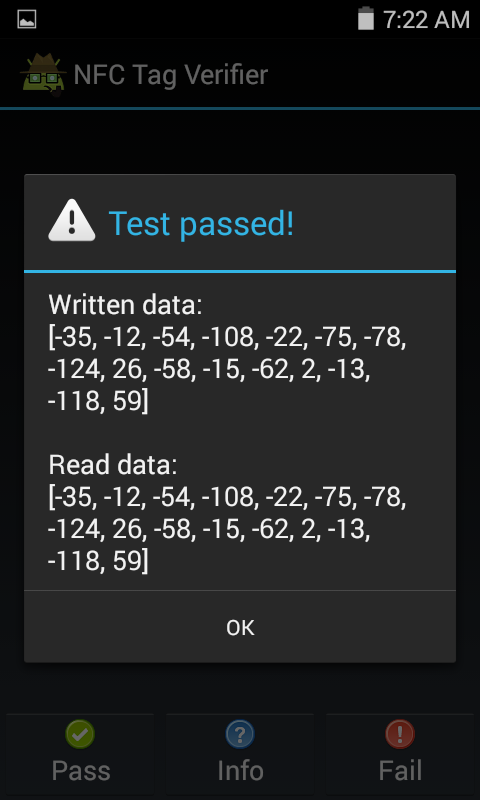 7:22 AM
NFC Tag Verifier
Test passed!
Written data:
[-35, -12, -54, -108, -22, -75, -78,
-124, 26, -58, -15, -62, 2, -13,
-118, 59]
Read data:
[-35, -12, -54, -108, -22, -75, -78,
-124, 26, -58, -15, -62, 2, -13,
-118, 59]
OK
Pass
Info
Fail